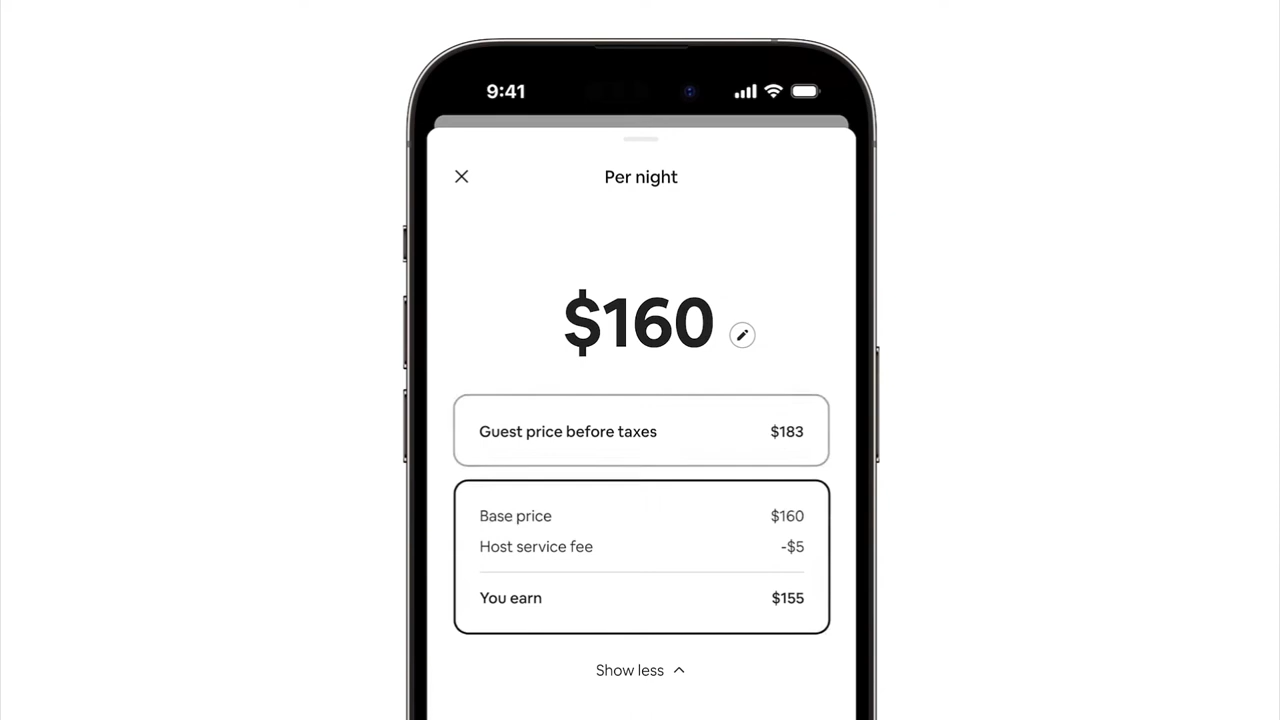 9:41
Per night
$160
Guest price before taxes $183
Base price $160
Host service fee -$5
You earn $155
Show less